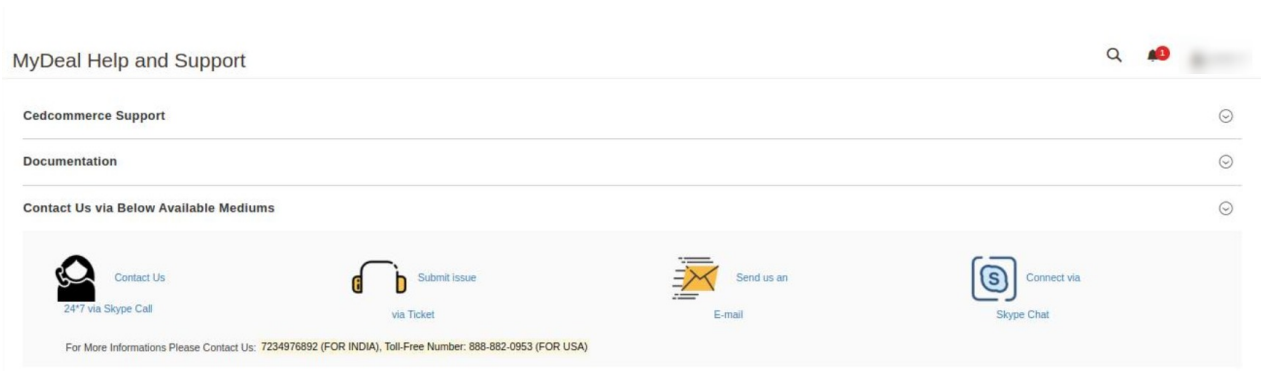 MyDeal Help and Support
1
Cedcommerce Support
Documentation
Contact Us via Below Available Mediums
Contact Us
24*7 via Skype Call
Submit issue
via Ticket
Send us an
E-mail
S
Connect via
Skype Chat
For More Informations Please Contact Us: 7234976892 (FOR INDIA), Toll-Free Number: 888-882-0953 (FOR USA)